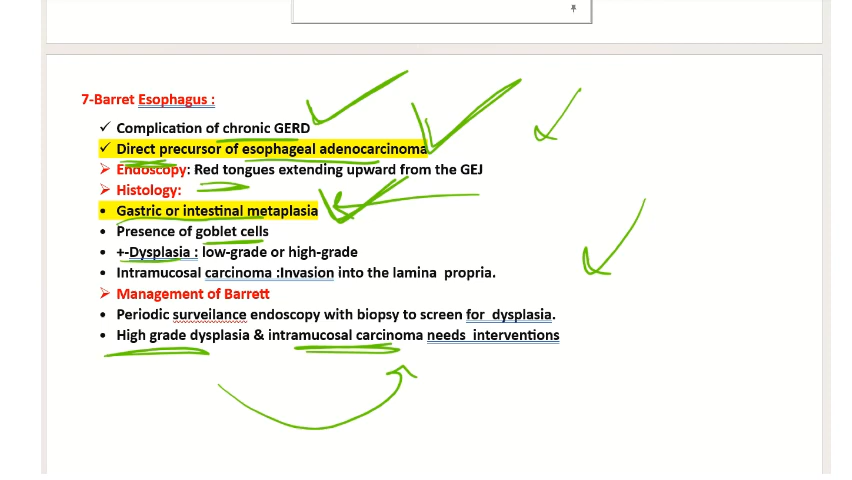 7-Barret Esophagus :
✓ Complication of chronic GERD
✓ Direct precursor of esophageal adenocarcinoma
➢ Endoscopy: Red tongues extending upward from the GEJ
➢ Histology:
• Gastric or intestinal metaplasia
• Presence of goblet cells
• +-Dysplasia : low-grade or high-grade
• Intramucosal carcinoma :Invasion into the lamina propria.
➢ Management of Barrett
• Periodic surveilance endoscopy with biopsy to screen for dysplasia.
• High grade dysplasia & intramucosal carcinoma needs interventions